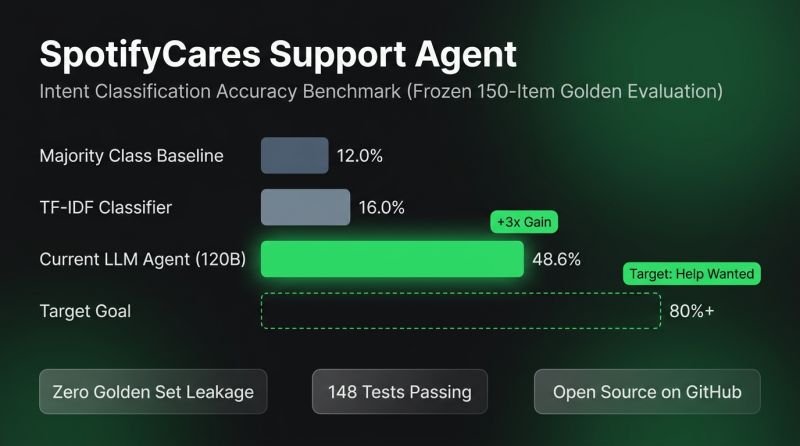 SpotifyCares Support Agent
Intent Classification Accuracy Benchmark (Frozen 150-Item Golden Evaluation)
Majority Class Baseline 12.0%
TF-IDF Classifier 16.0%
+3x Gain
Current LLM Agent (120B) 48.6%
Target: Help Wanted
Target Goal 80%+
Zero Golden Set Leakage 148 Tests Passing Open Source on GitHub